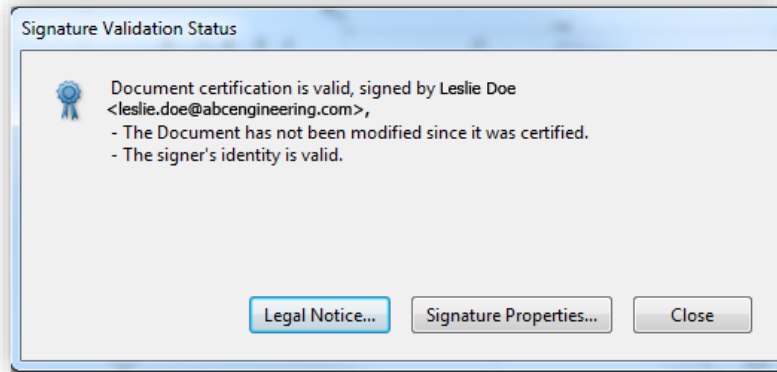 Signature Validation Status
Document certification is valid, signed by Leslie Doe
<leslie.doe@abcengineering.com>,
- The Document has not been modified since it was certified.
- The signer's identity is valid.
Legal Notice... Signature Properties... Close